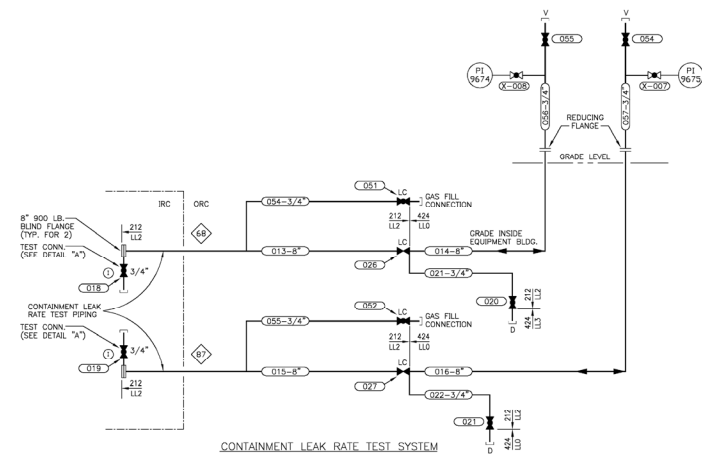 V
V
055
054
PI
9674
X-008
X-007
PI
9675
056-3/4"
057-3/4"
REDUCING
FLANGE
GRADE LEVEL
IRC
ORC
051
LC
GAS FILL
CONNECTION
054-3/4"
8" 900 LB.
BLIND FLANGE
(TYP. FOR 2)
212
LL2
68
212
LL2
424
LL0
GRADE INSIDE
EQUIPMENT BLDG.
TEST CONN.
(SEE DETAIL "A")
013-8"
LC
014-8"
1
3/4"
018
026
021-3/4"
020
212
LL2
424
LL3
D
CONTAINMENT LEAK
RATE TEST PIPING
052
LC
GAS FILL
CONNECTION
055-3/4"
TEST CONN.
(SEE DETAIL "A")
1
3/4"
87
212
LL2
424
LL0
019
015-8"
LC
016-8"
212
LL2
027
022-3/4"
021
212
LL2
424
LL0
D
CONTAINMENT LEAK RATE TEST SYSTEM